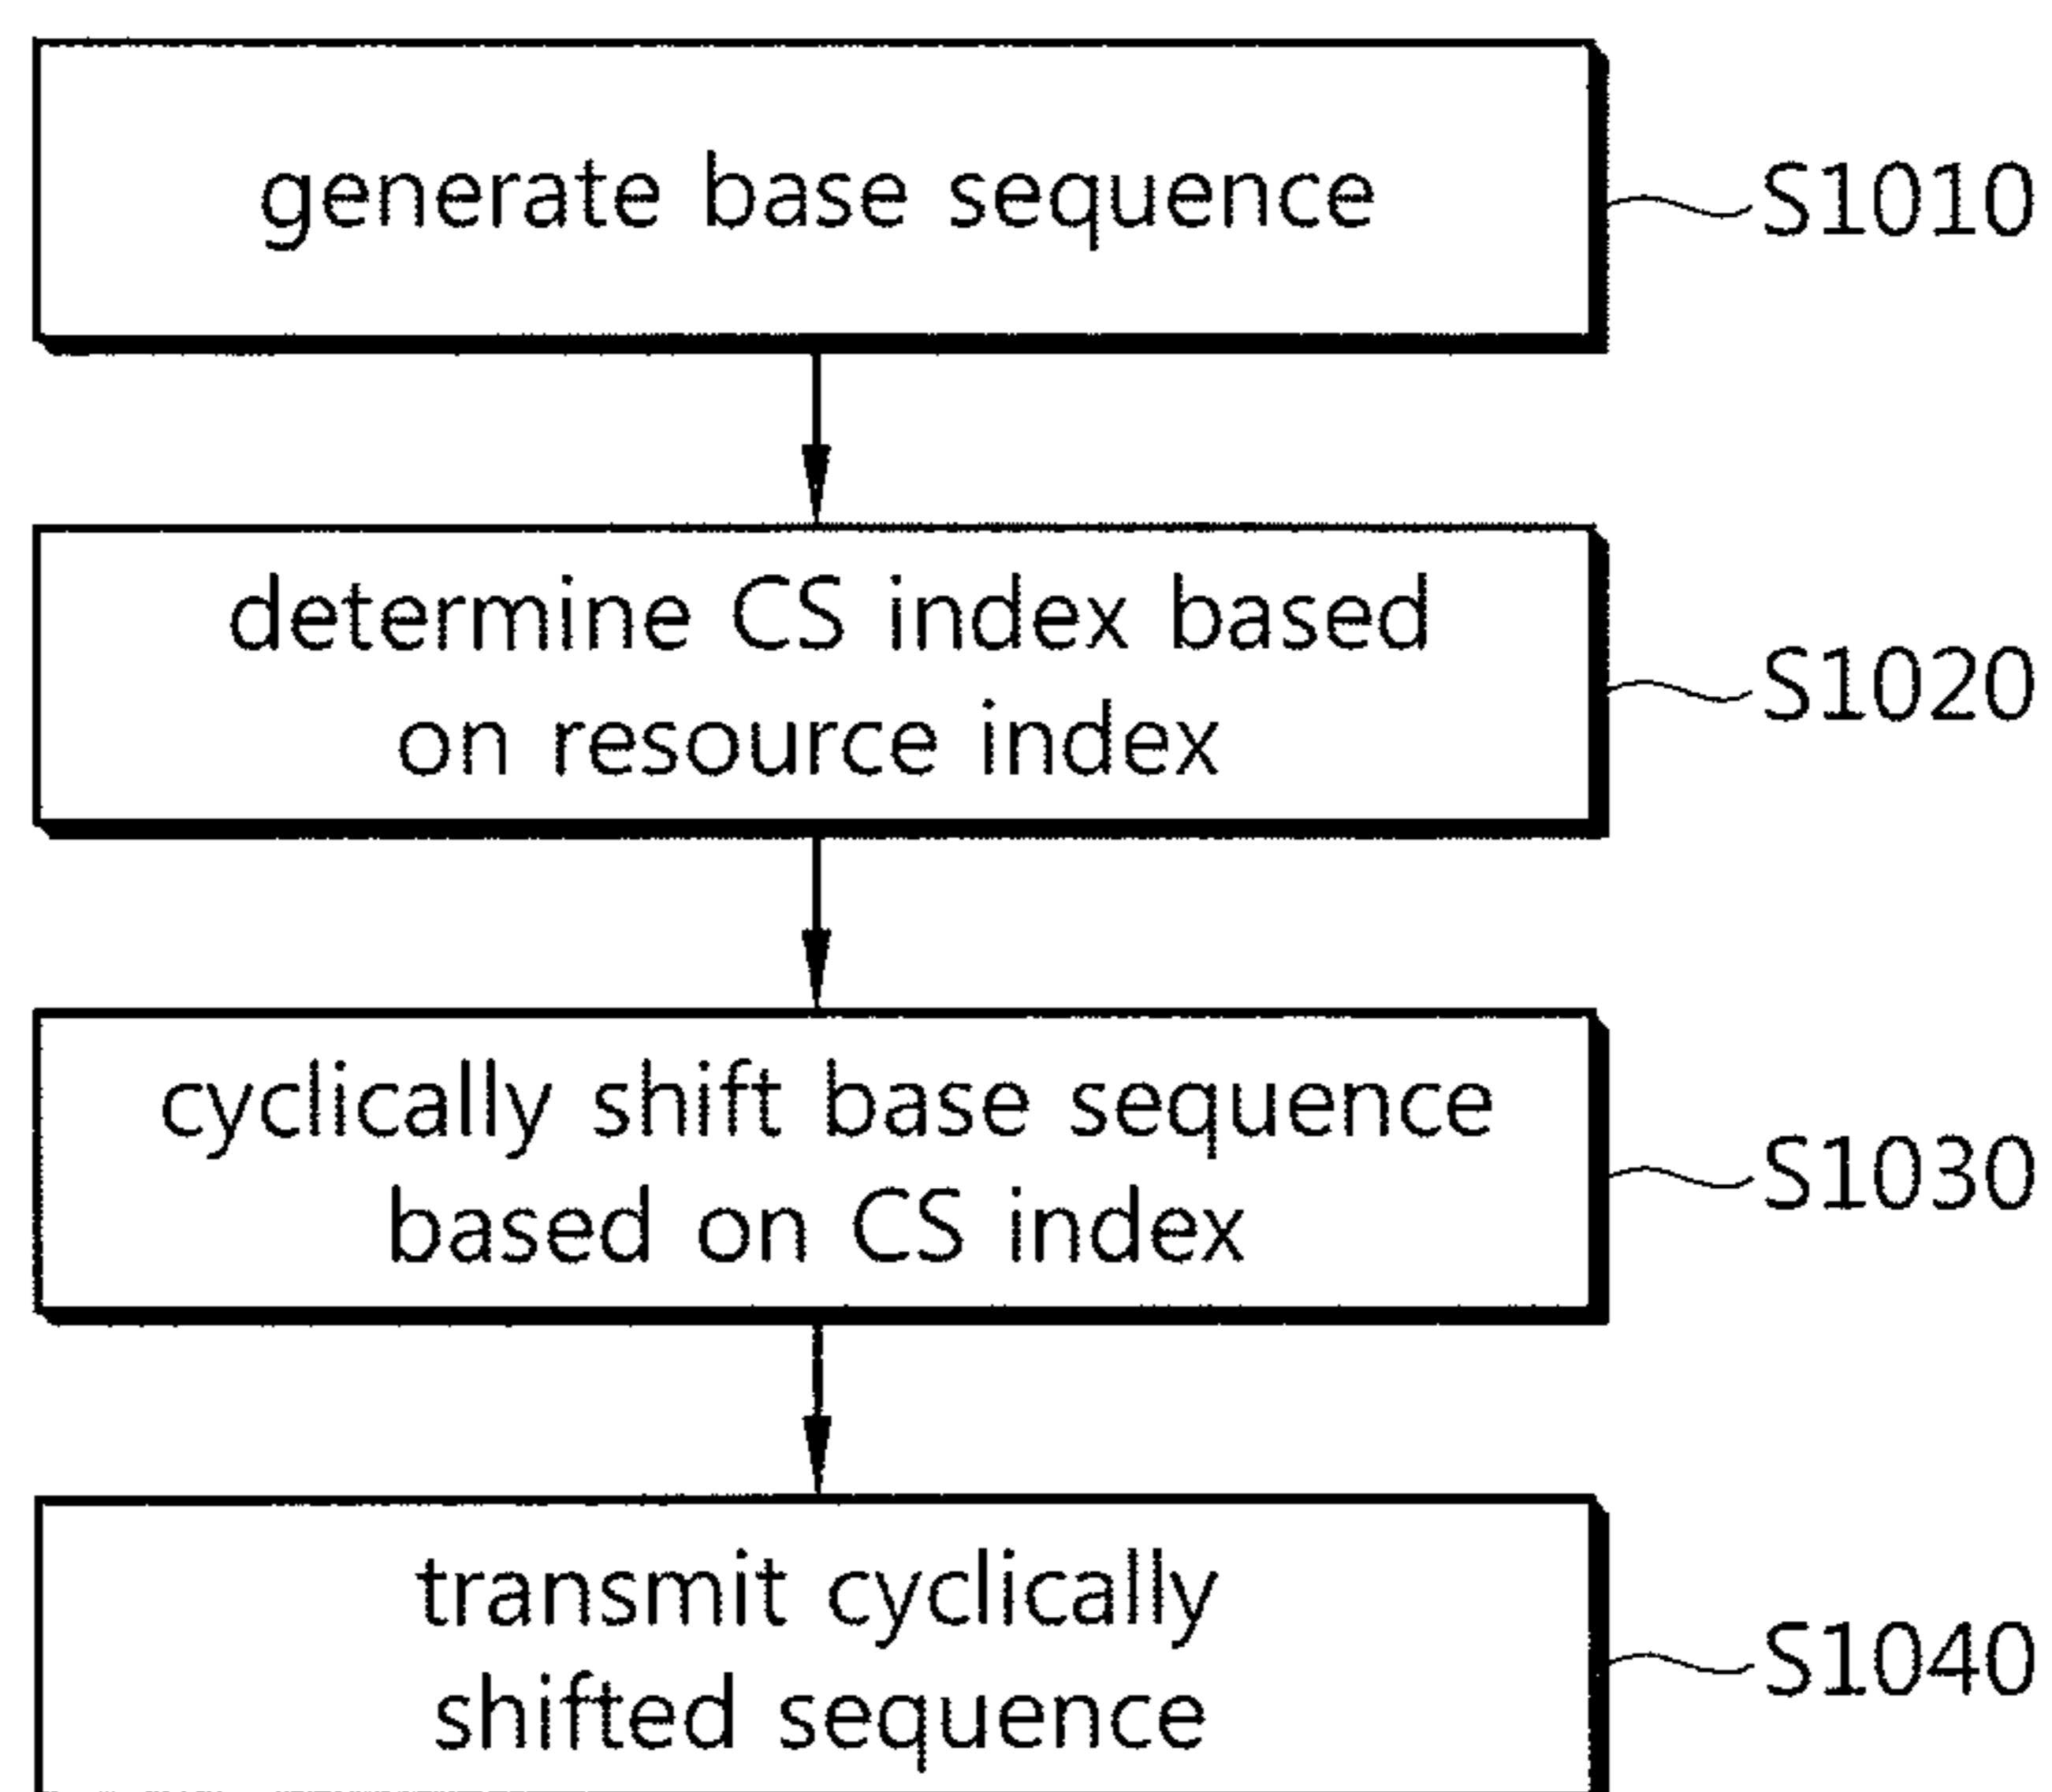 generate base sequence
S1010
determine CS index based
on resource index
S1020
cyclically shift base sequence
based on CS index
S1030
transmit cyclically
shifted sequence
S1040